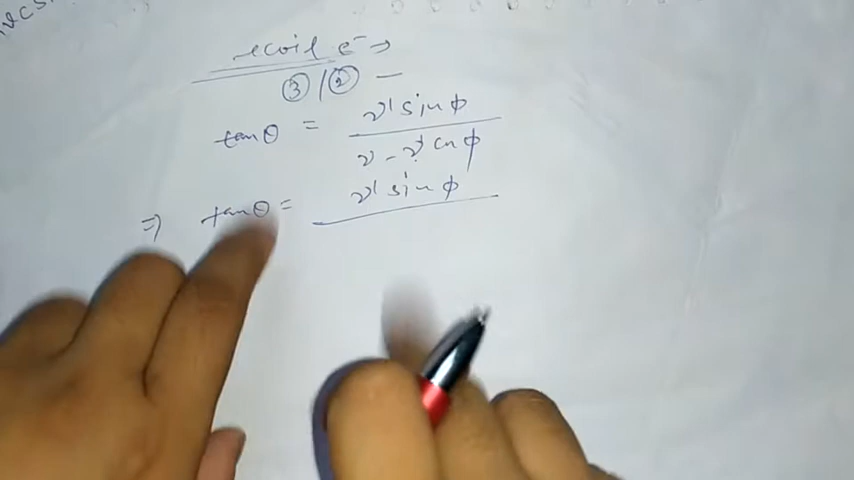 recoil e⁻ →
③/② —
tanθ = ν' sinφ / ν - ν' cosφ
⇒ tanθ = ν' sinφ